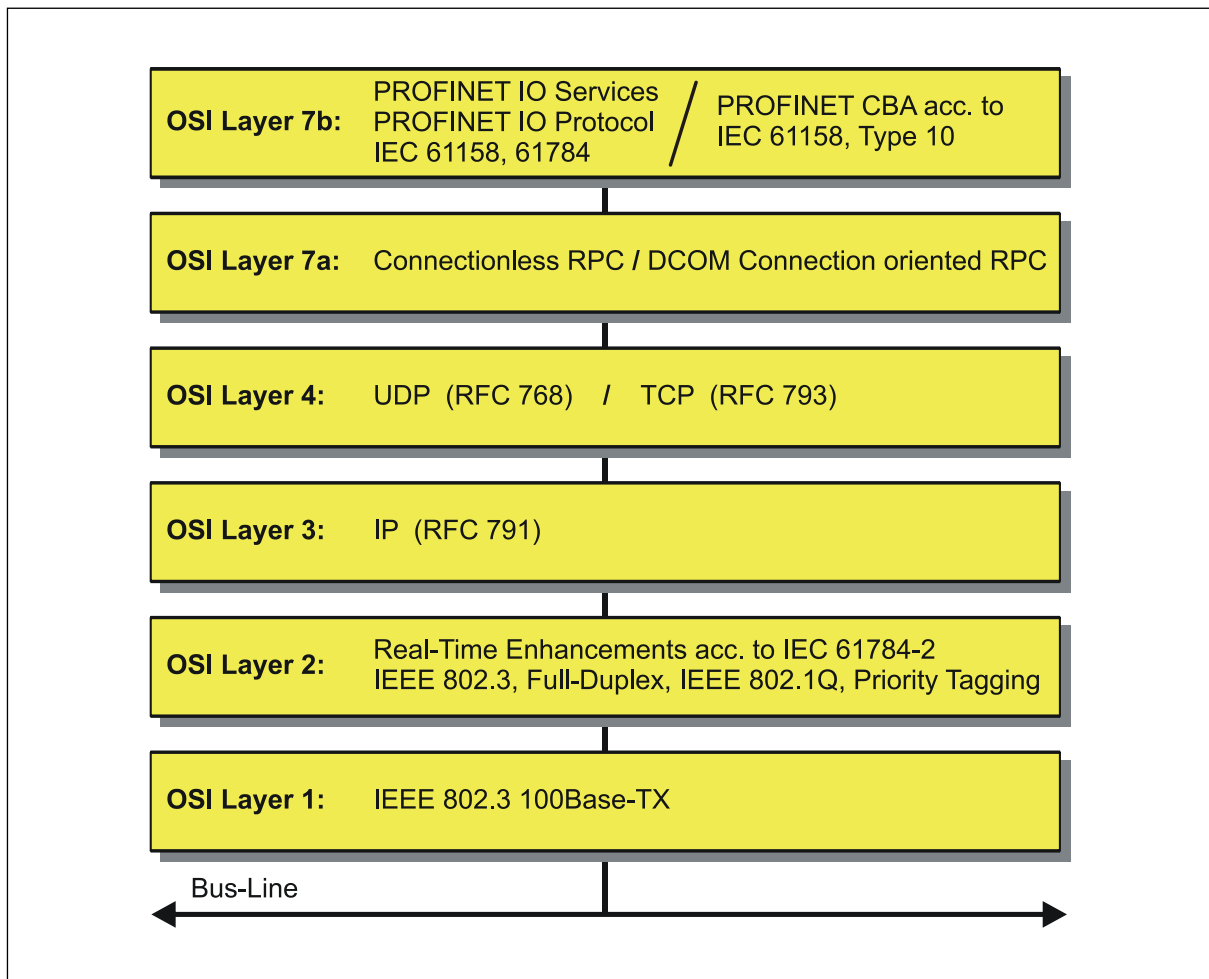 OSI Layer 7b:
PROFINET IO Services
PROFINET IO Protocol
IEC 61158, 61784
/
PROFINET CBA acc. to
IEC 61158, Type 10
OSI Layer 7a: Connectionless RPC / DCOM Connection oriented RPC
OSI Layer 4: UDP (RFC 768) / TCP (RFC 793)
OSI Layer 3: IP (RFC 791)
OSI Layer 2:
Real-Time Enhancements acc. to IEC 61784-2
IEEE 802.3, Full-Duplex, IEEE 802.1Q, Priority Tagging
OSI Layer 1: IEEE 802.3 100Base-TX
Bus-Line